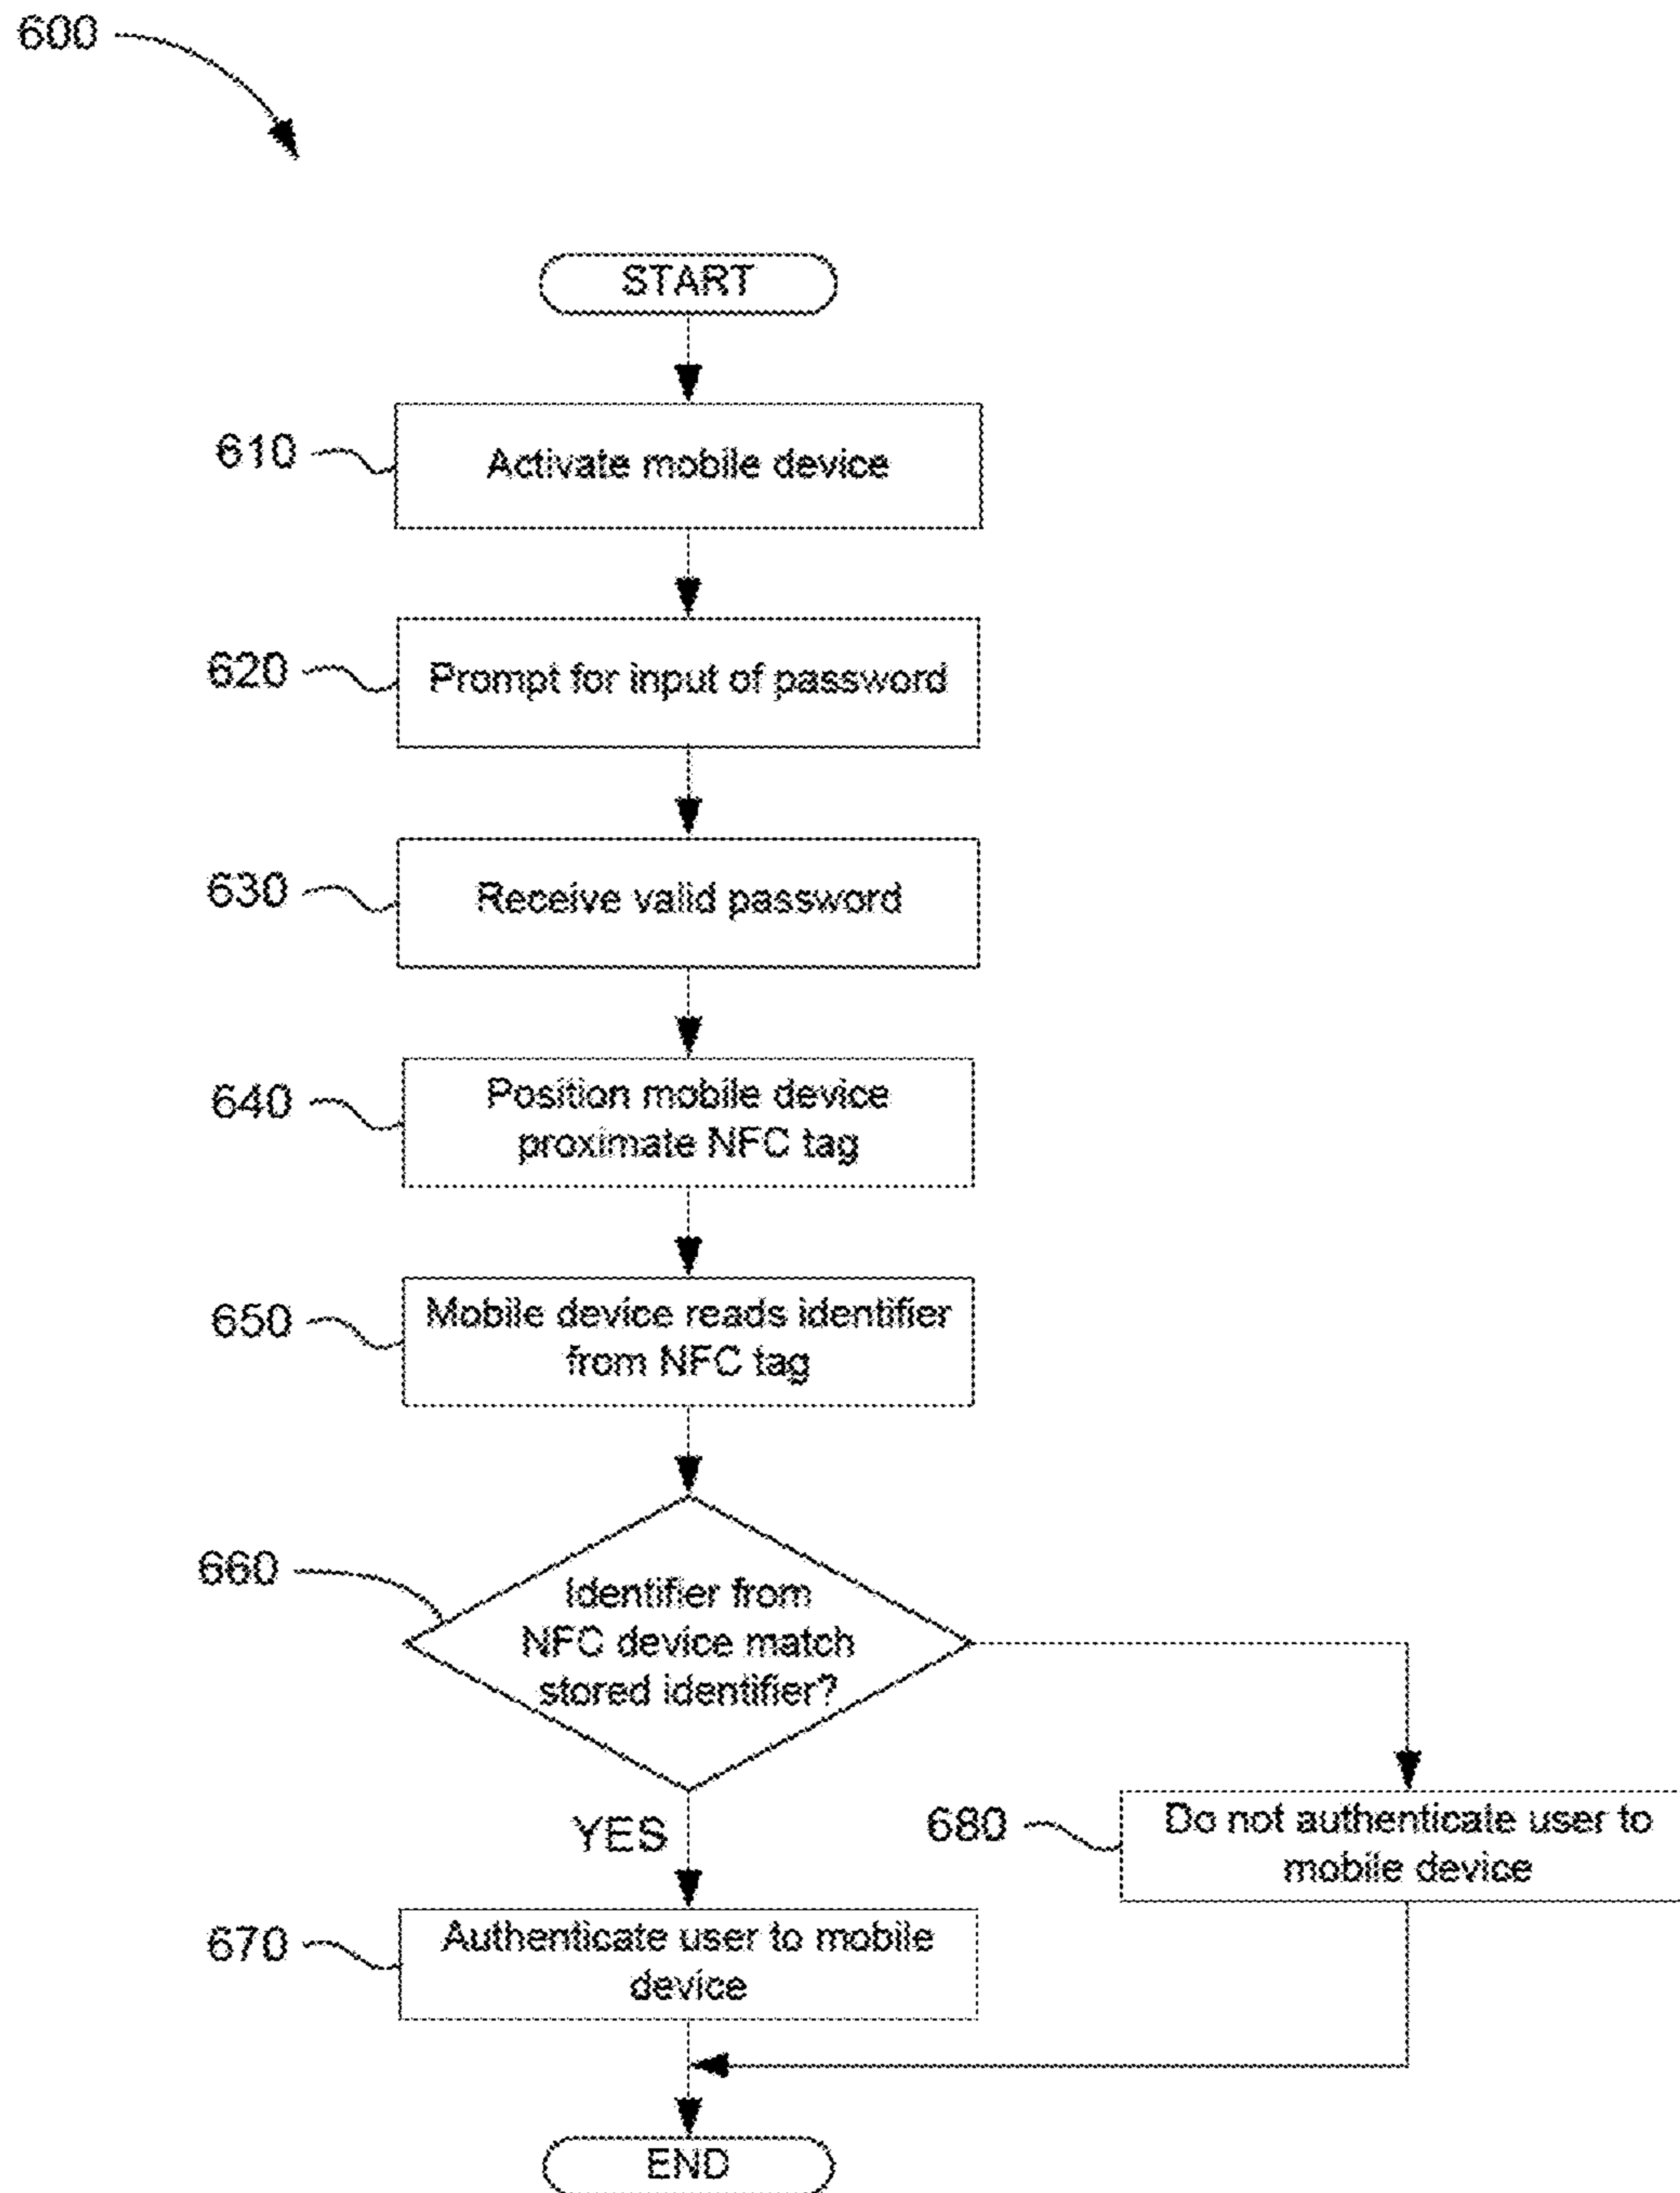 600
START
610
Activate mobile device
620
Prompt for input of password
630
Receive valid password
640
Position mobile device
proximate NFC tag
650
Mobile device reads identifier
from NFC tag
660
Identifier from
NFC device match
stored identifier?
YES
680
Do not authenticate user to
mobile device
670
Authenticate user to mobile
device
END